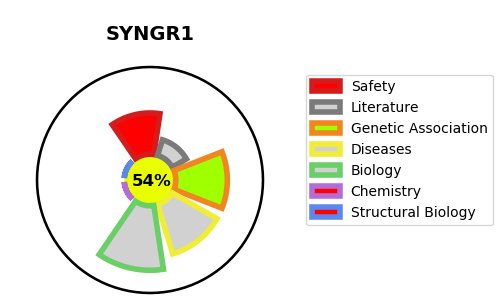 SYNGR1
54%
Safety
Literature
Genetic Association
Diseases
Biology
Chemistry
Structural Biology